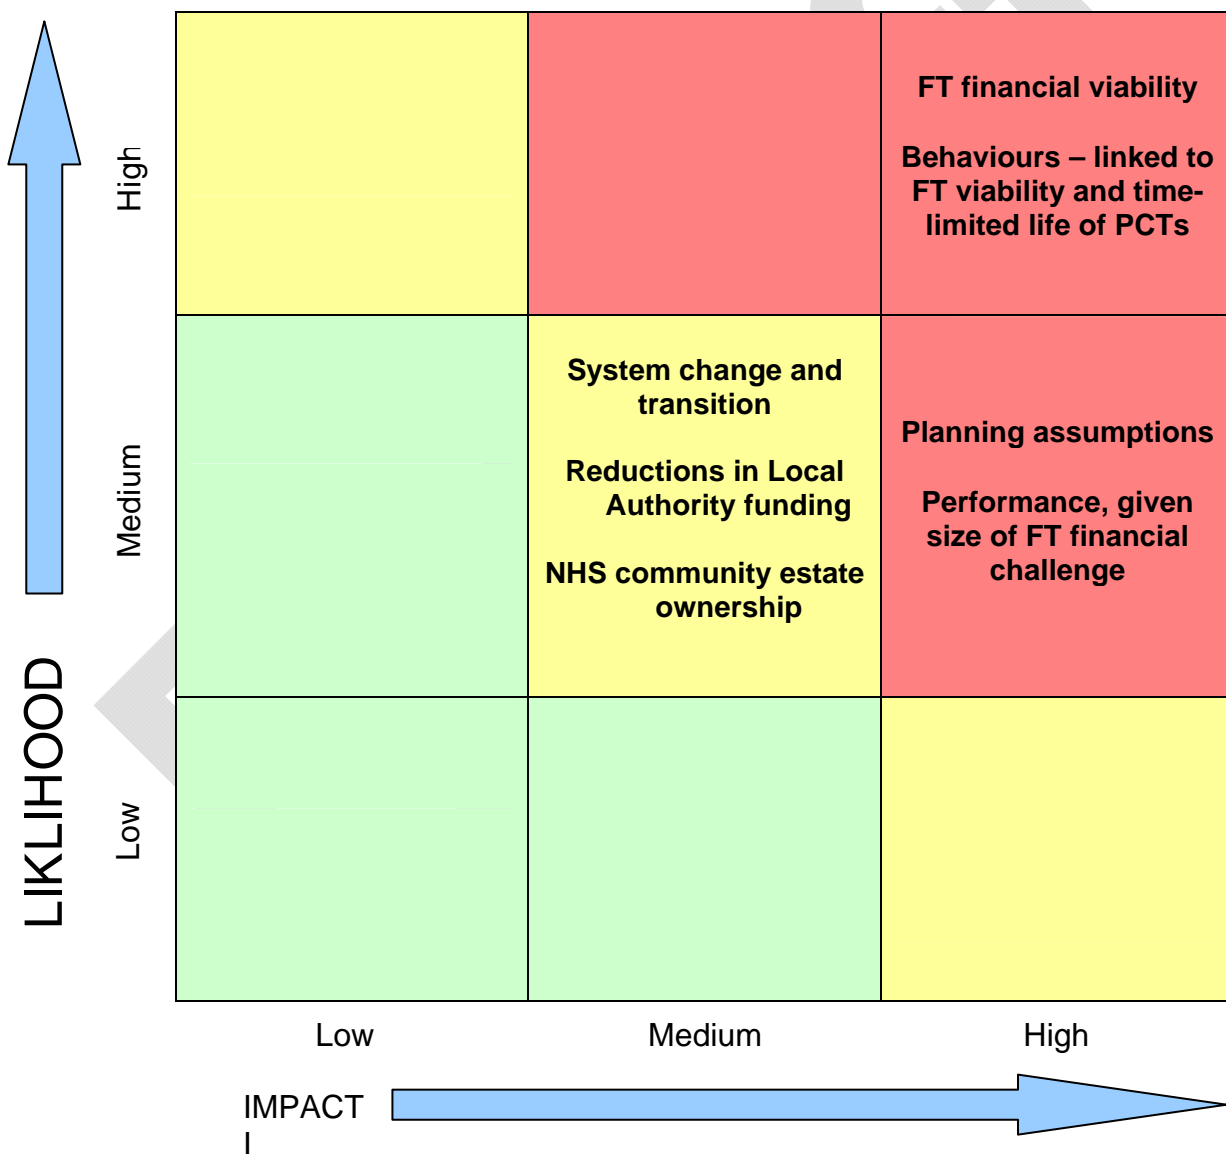 High
FT financial viability
Behaviours – linked to
FT viability and time-
limited life of PCTs
LIKLIHOOD
Medium
System change and
transition
Reductions in Local
Authority funding
NHS community estate
ownership
Planning assumptions
Performance, given
size of FT financial
challenge
Low
Low
Medium
High
IMPACT